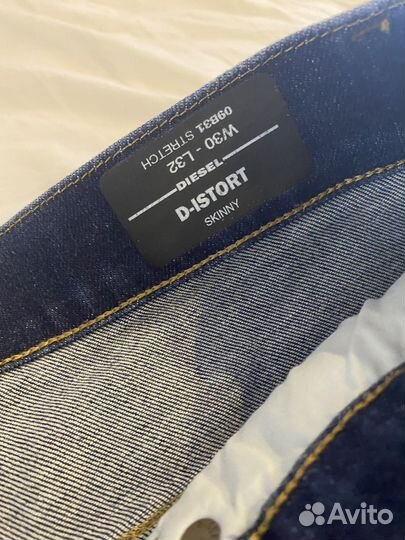 W30 - L32
09B31 STRETCH
DIESEL
D-ISTORT
SKINNY
Avito